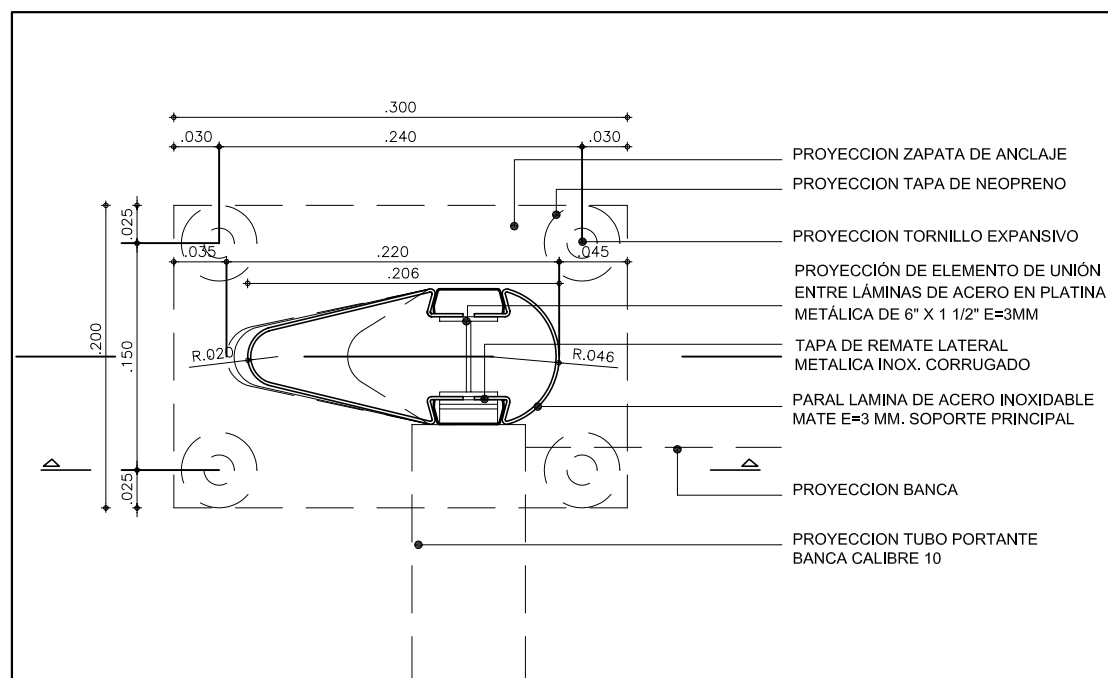 .300
.030
.240
.030
PROYECCION ZAPATA DE ANCLAJE
PROYECCION TAPA DE NEOPRENO
.025
PROYECCION TORNILLO EXPANSIVO
.035
.220
.045
.206
PROYECCIÓN DE ELEMENTO DE UNIÓN
ENTRE LÁMINAS DE ACERO EN PLATINA
METÁLICA DE 6" X 1 1/2" E=3MM
.200
.150
R.020
R.046
TAPA DE REMATE LATERAL
METALICA INOX. CORRUGADO
PARAL LAMINA DE ACERO INOXIDABLE
MATE E=3 MM. SOPORTE PRINCIPAL
.025
PROYECCION BANCA
PROYECCION TUBO PORTANTE
BANCA CALIBRE 10